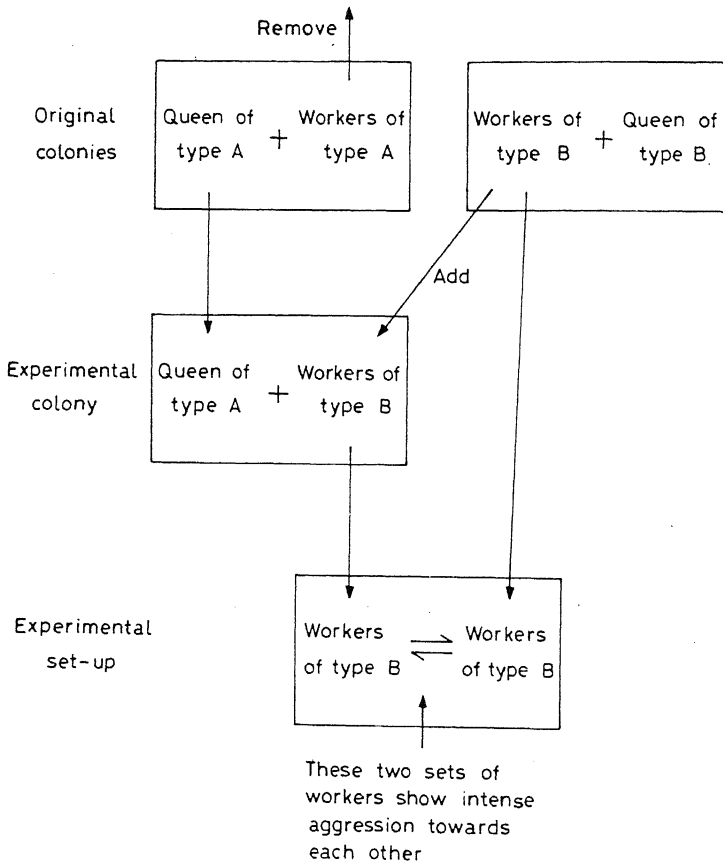 Remove
Original
colonies
Queen of
type A
+
Workers of
type A
Workers of
type B
+
Queen of
type B.
Add
Experimental
colony
Queen of
type A
+
Workers of
type B
Experimental
set-up
Workers
of type B
Workers
of type B
These two sets of
workers show intense
aggression towards
each other